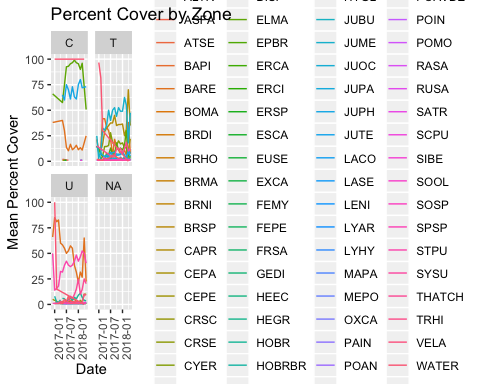 Percent Cover by Zone
Mean Percent Cover
C
T
100
75
50
25
0
U
NA
100
75
50
25
0
2017-01
2017-07
2018-01
2017-01
2017-07
2018-01
Date
ASPA
ATSE
BAPI
BARE
BOMA
BRDI
BRHO
BRMA
BRNI
BRSP
CAPR
CEPA
CEPE
CRSC
CRSE
CYER
ELMA
EPBR
ERCA
ERCI
ERSP
ESCA
EUSE
EXCA
FEMY
FEPE
FRSA
GEDI
HEEC
HEGR
HOBR
HOBRBR
JUBU
JUME
JUOC
JUPA
JUPH
JUTE
LACO
LASE
LENI
LYAR
LYHY
MAPA
MEPO
OXCA
PAIN
POAN
POIN
POMO
RASA
RUSA
SATR
SCPU
SIBE
SOOL
SOSP
SPSP
STPU
SYSU
THATCH
TRHI
VELA
WATER